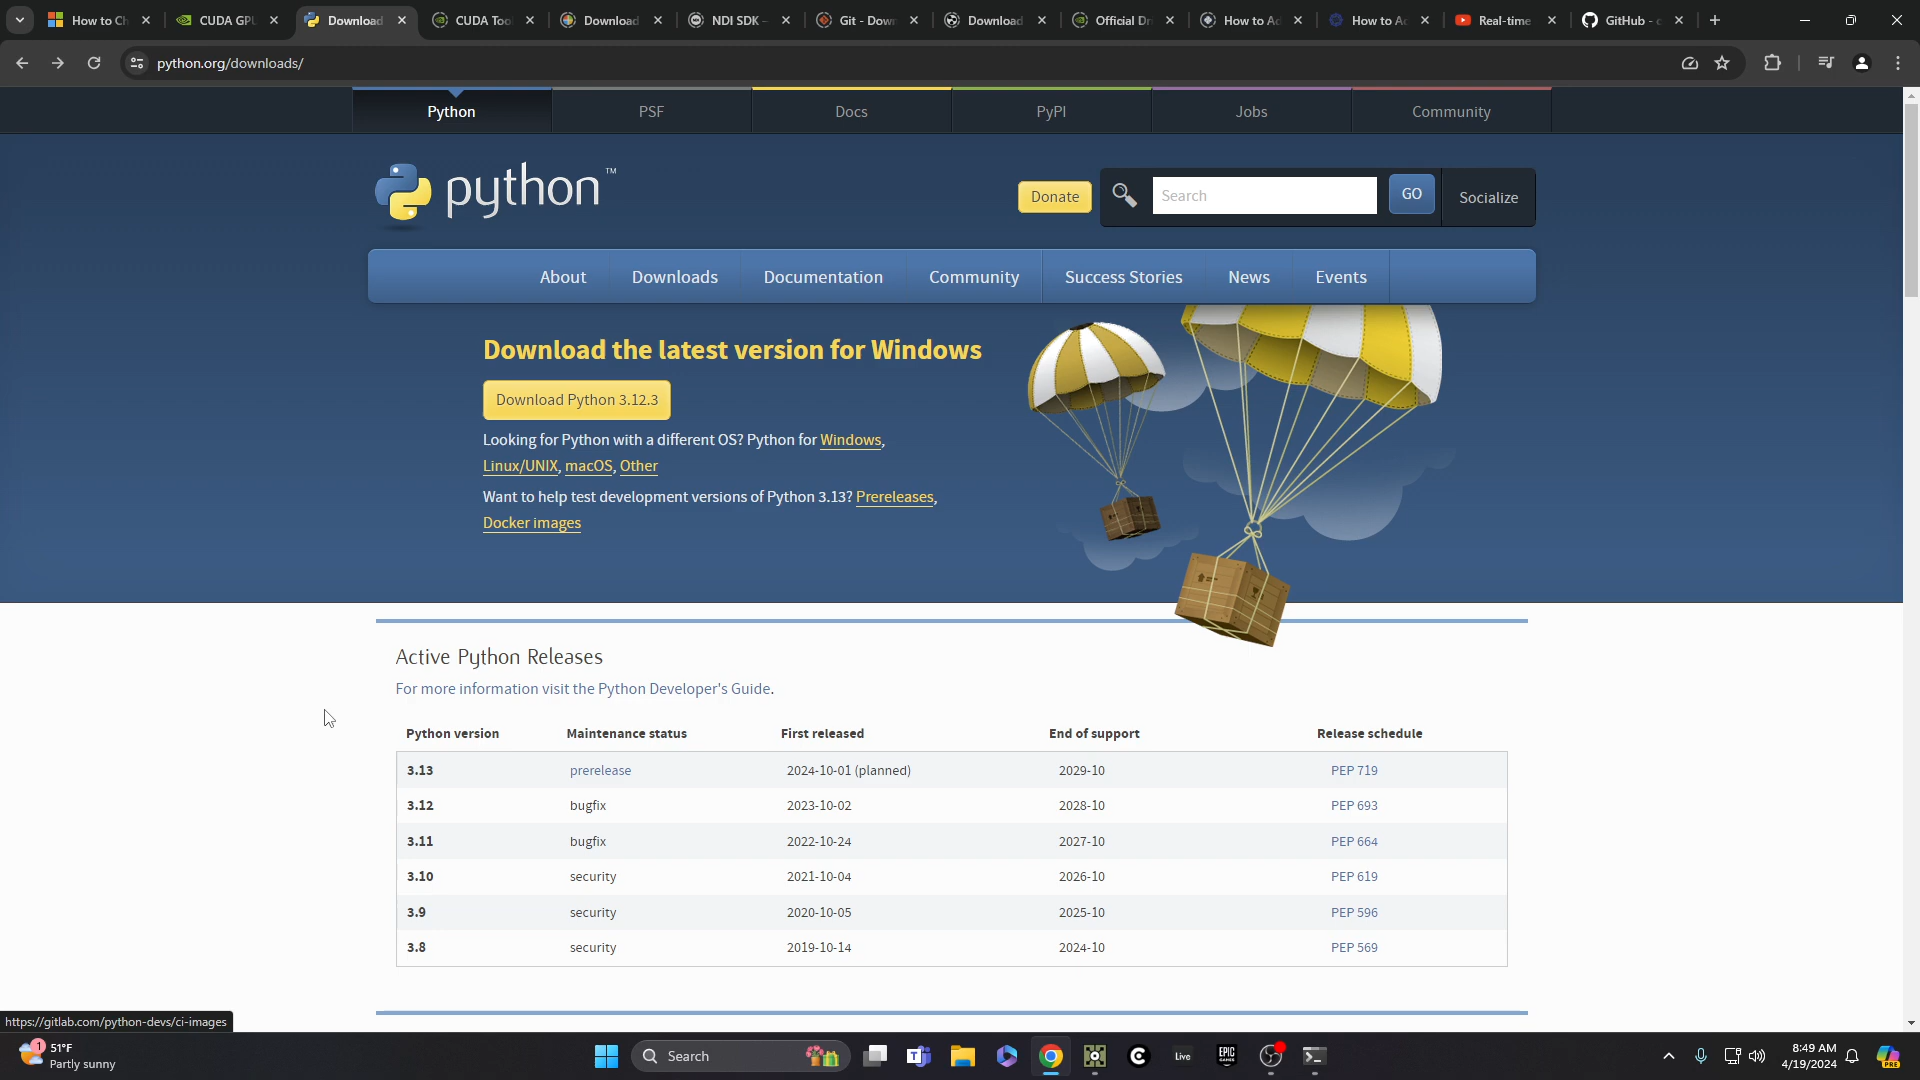 How to Ch
CUDA GPU
Download
CUDA Too
Download
NDI SDK -
Git - Down
Download
Official Dri
How to Ad
How to Ac
Real-time
GitHub - c
python.org/downloads/
Python
PSF
Docs
PyPI
Jobs
Community
python™
Donate
Search
GO
Socialize
About
Downloads
Documentation
Community
Success Stories
News
Events
Download the latest version for Windows
Download Python 3.12.3
Looking for Python with a different OS? Python for Windows,
Linux/UNIX, macOS, Other
Want to help test development versions of Python 3.13? Prereleases,
Docker images
Active Python Releases
For more information visit the Python Developer's Guide.
Python version Maintenance status First released End of support Release schedule
3.13 prerelease 2024-10-01 (planned) 2029-10 PEP 719
3.12 bugfix 2023-10-02 2028-10 PEP 693
3.11 bugfix 2022-10-24 2027-10 PEP 664
3.10 security 2021-10-04 2026-10 PEP 619
3.9 security 2020-10-05 2025-10 PEP 596
3.8 security 2019-10-14 2024-10 PEP 569
https://gitlab.com/python-devs/ci-images
1
51°F
Partly sunny
Search
Live
EPIC GAMES
8:49 AM
4/19/2024
PRE